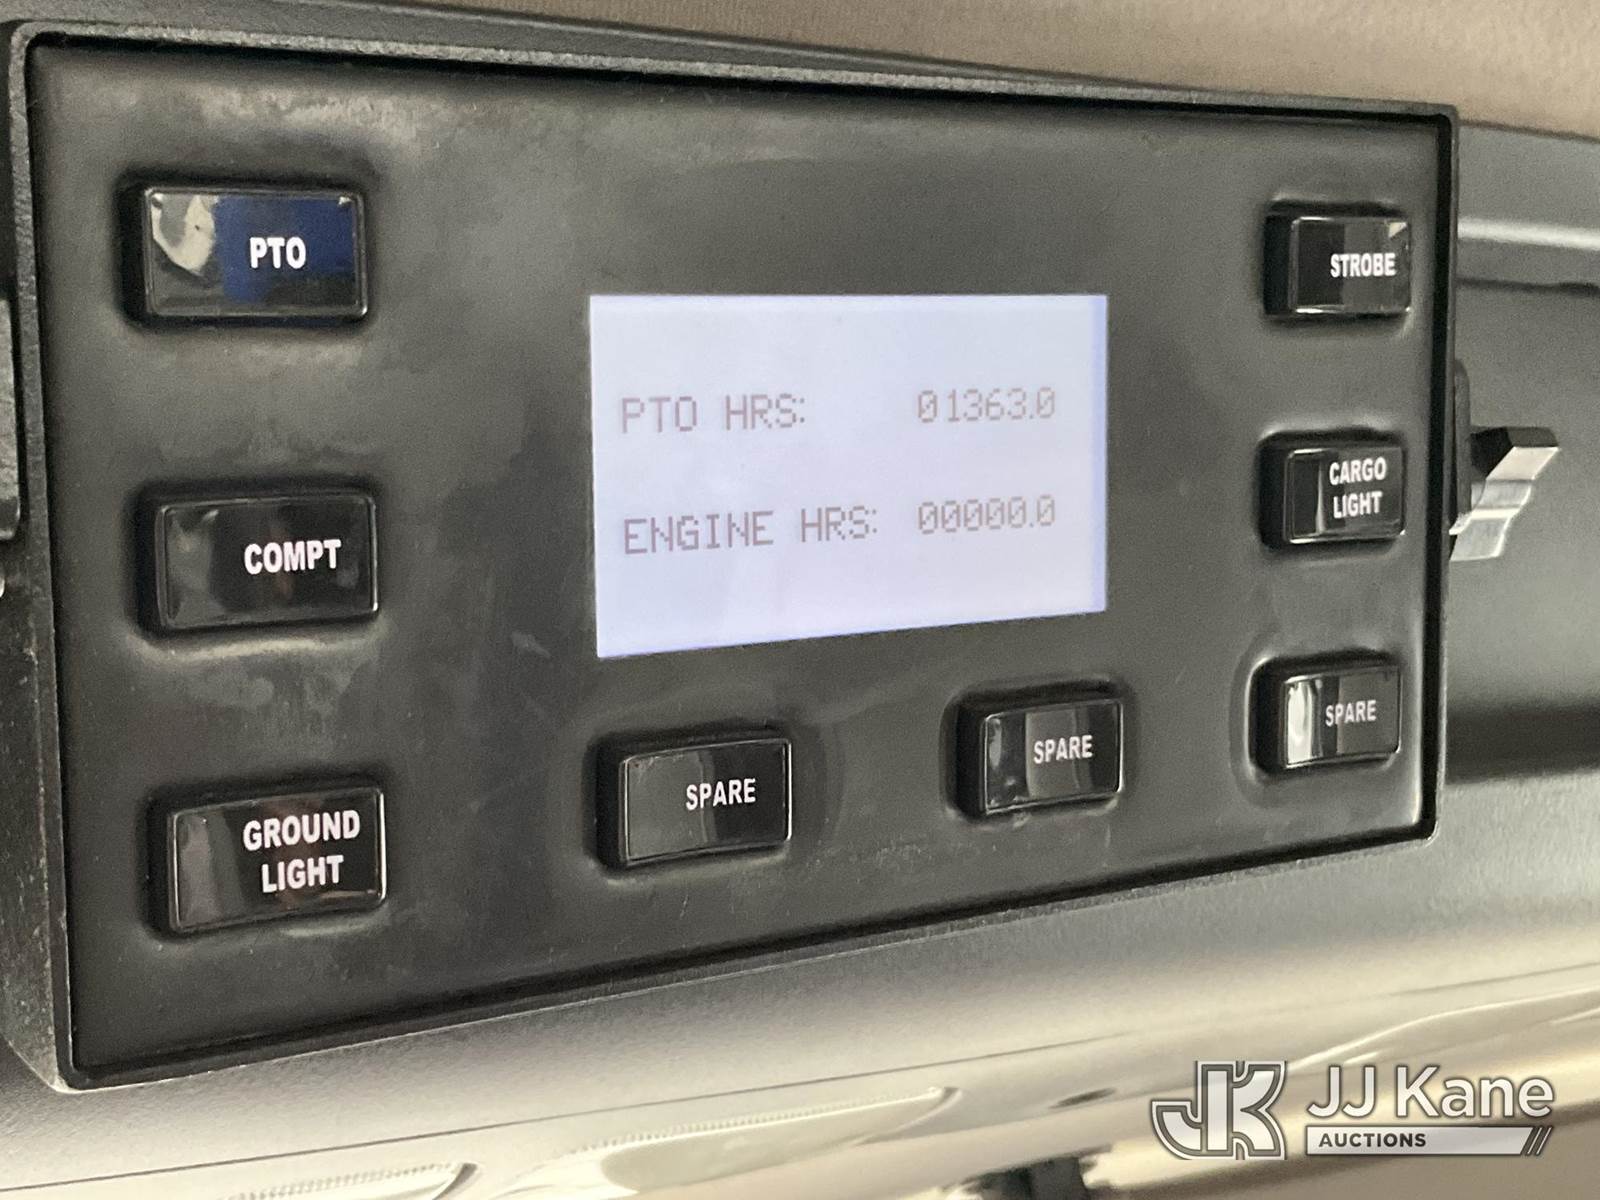 PTO
STROBE
PTO HRS: 01363.0
CARGO
LIGHT
COMPT
ENGINE HRS: 00000.0
SPARE
SPARE
SPARE
GROUND
LIGHT
JK JJ Kane
AUCTIONS